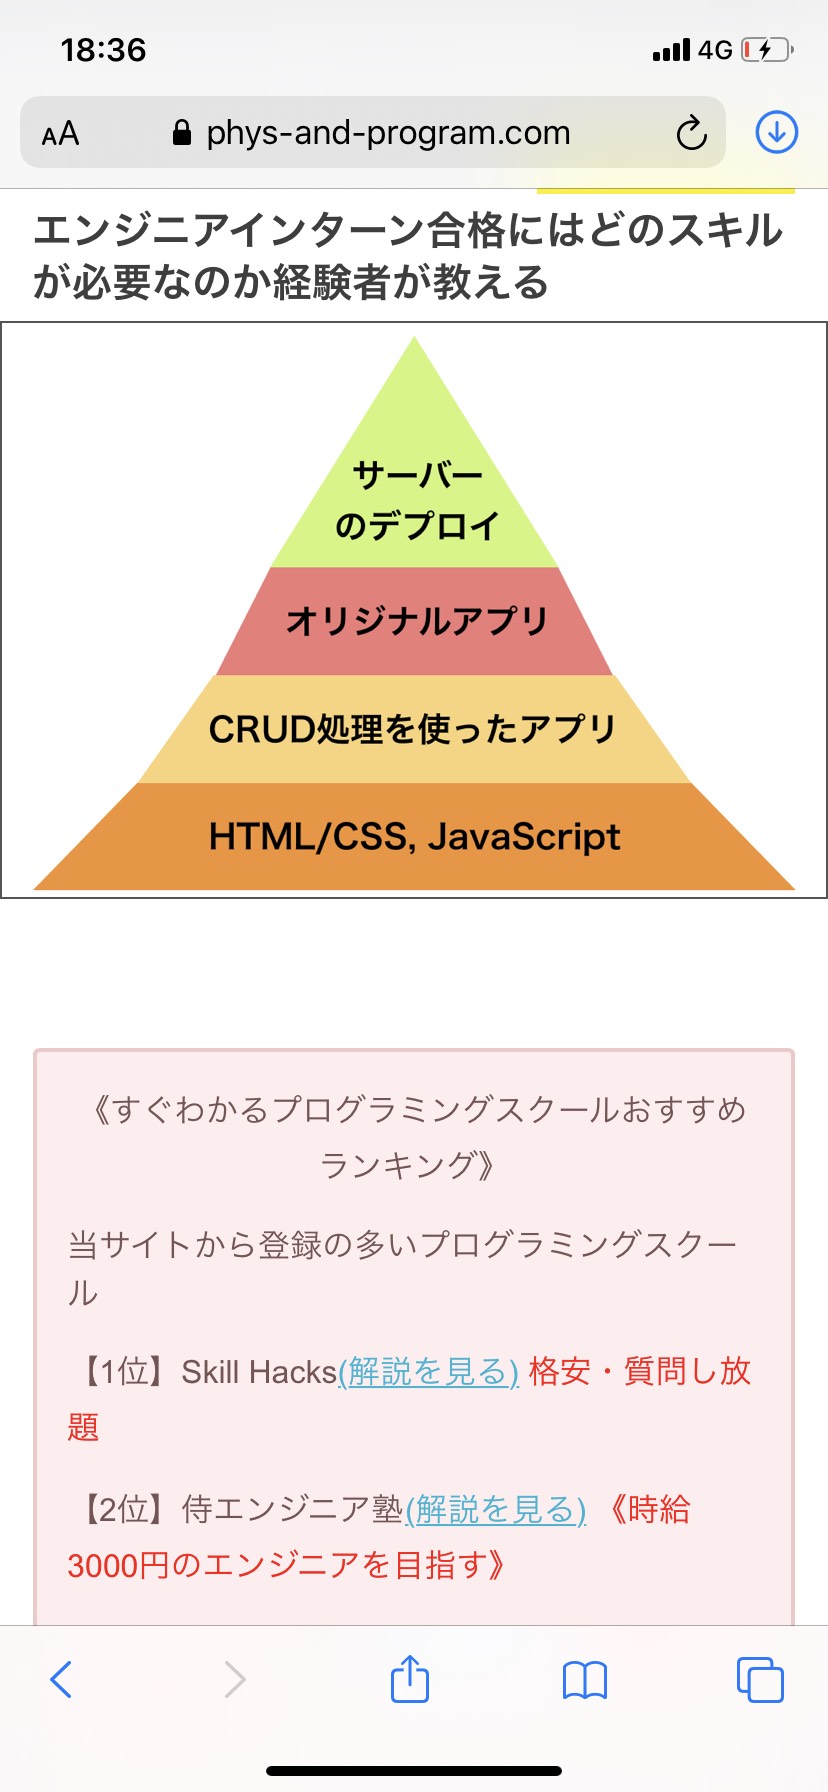 18:36
4G
AA
phys-and-program.com
エンジニアインターン合格にはどのスキル
が必要なのか経験者が教える
サーバー
のデプロイ
オリジナルアプリ
CRUD処理を使ったアプリ
HTML/CSS, JavaScript
《すぐわかるプログラミングスクールおすすめ
ランキング》
当サイトから登録の多いプログラミングスクー
ル
【1位】Skill Hacks(解説を見る) 格安・質問し放
題
【2位】侍エンジニア塾(解説を見る) 《時給
3000円のエンジニアを目指す》